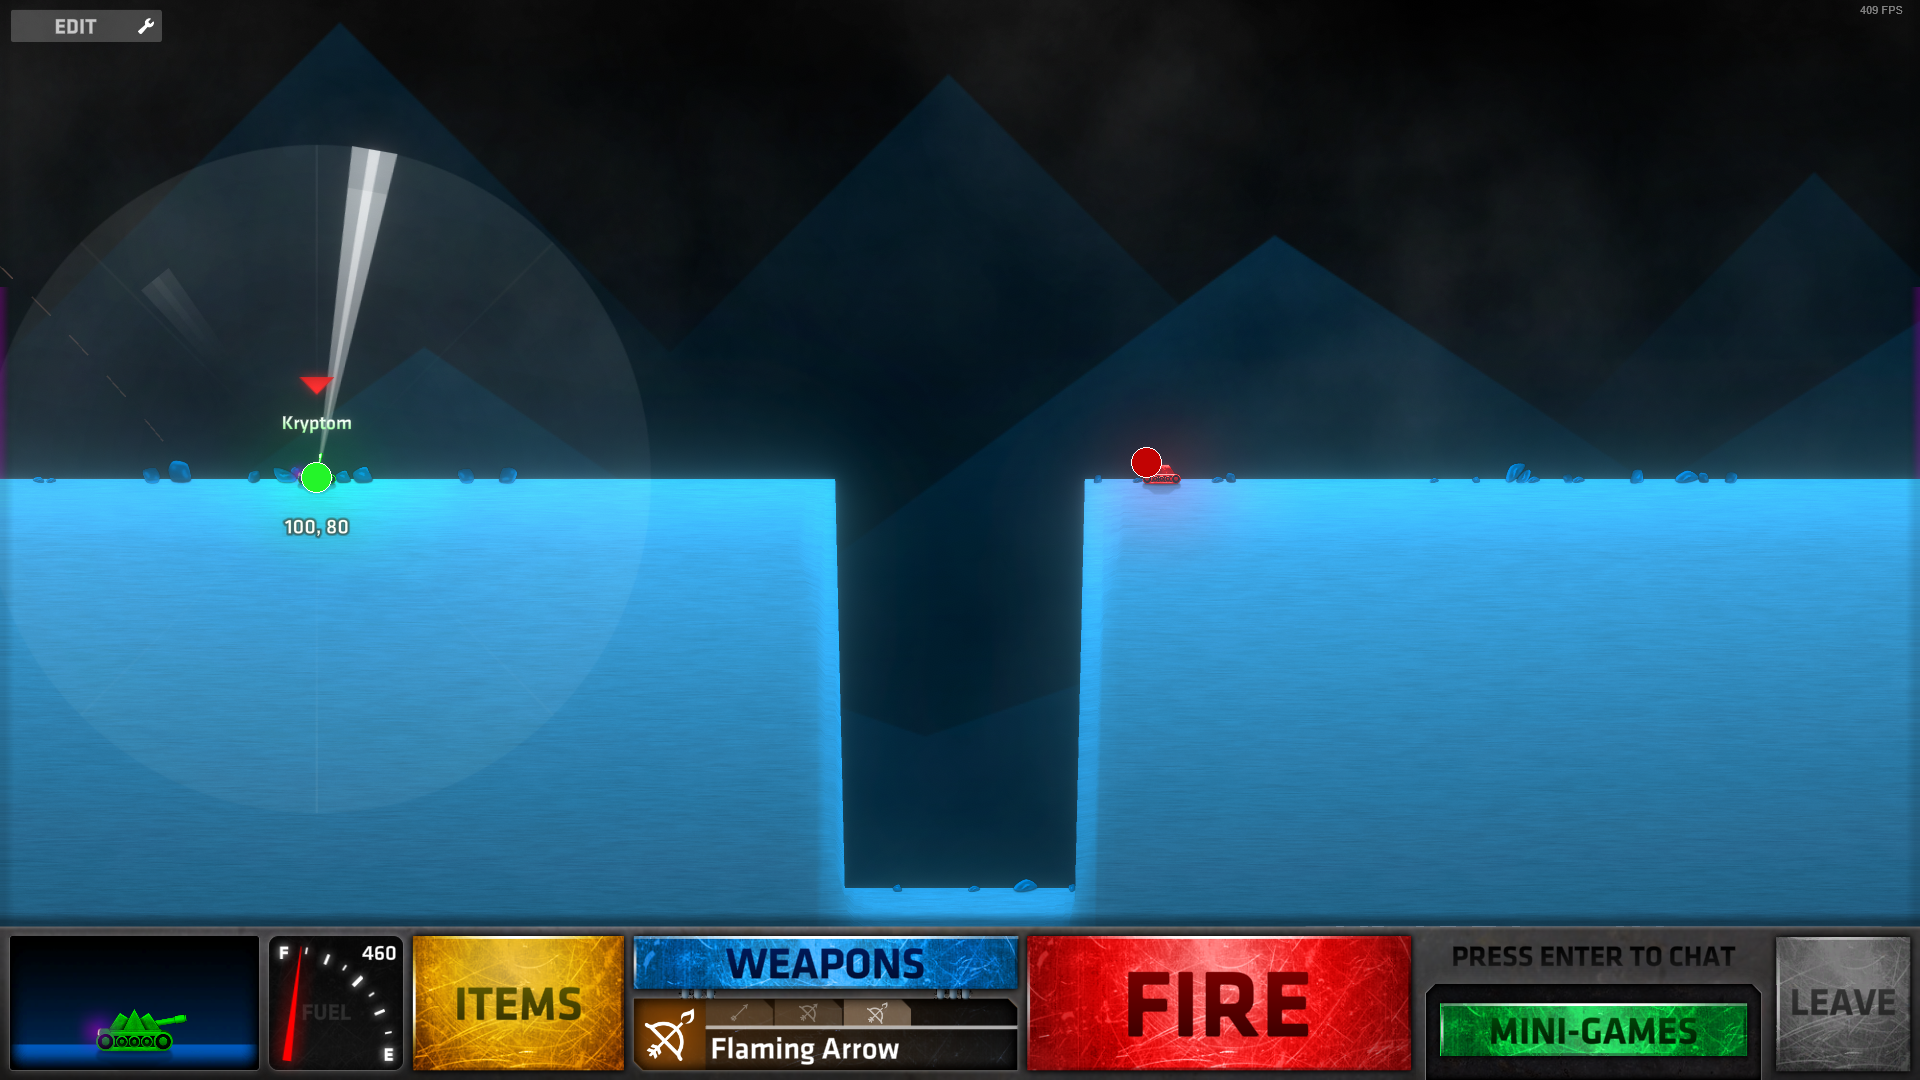 EDIT
409 FPS
Kryptom
100, 80
F
460
FUEL
E
ITEMS
WEAPONS
Flaming Arrow
FIRE
PRESS ENTER TO CHAT
MINI-GAMES
LEAVE